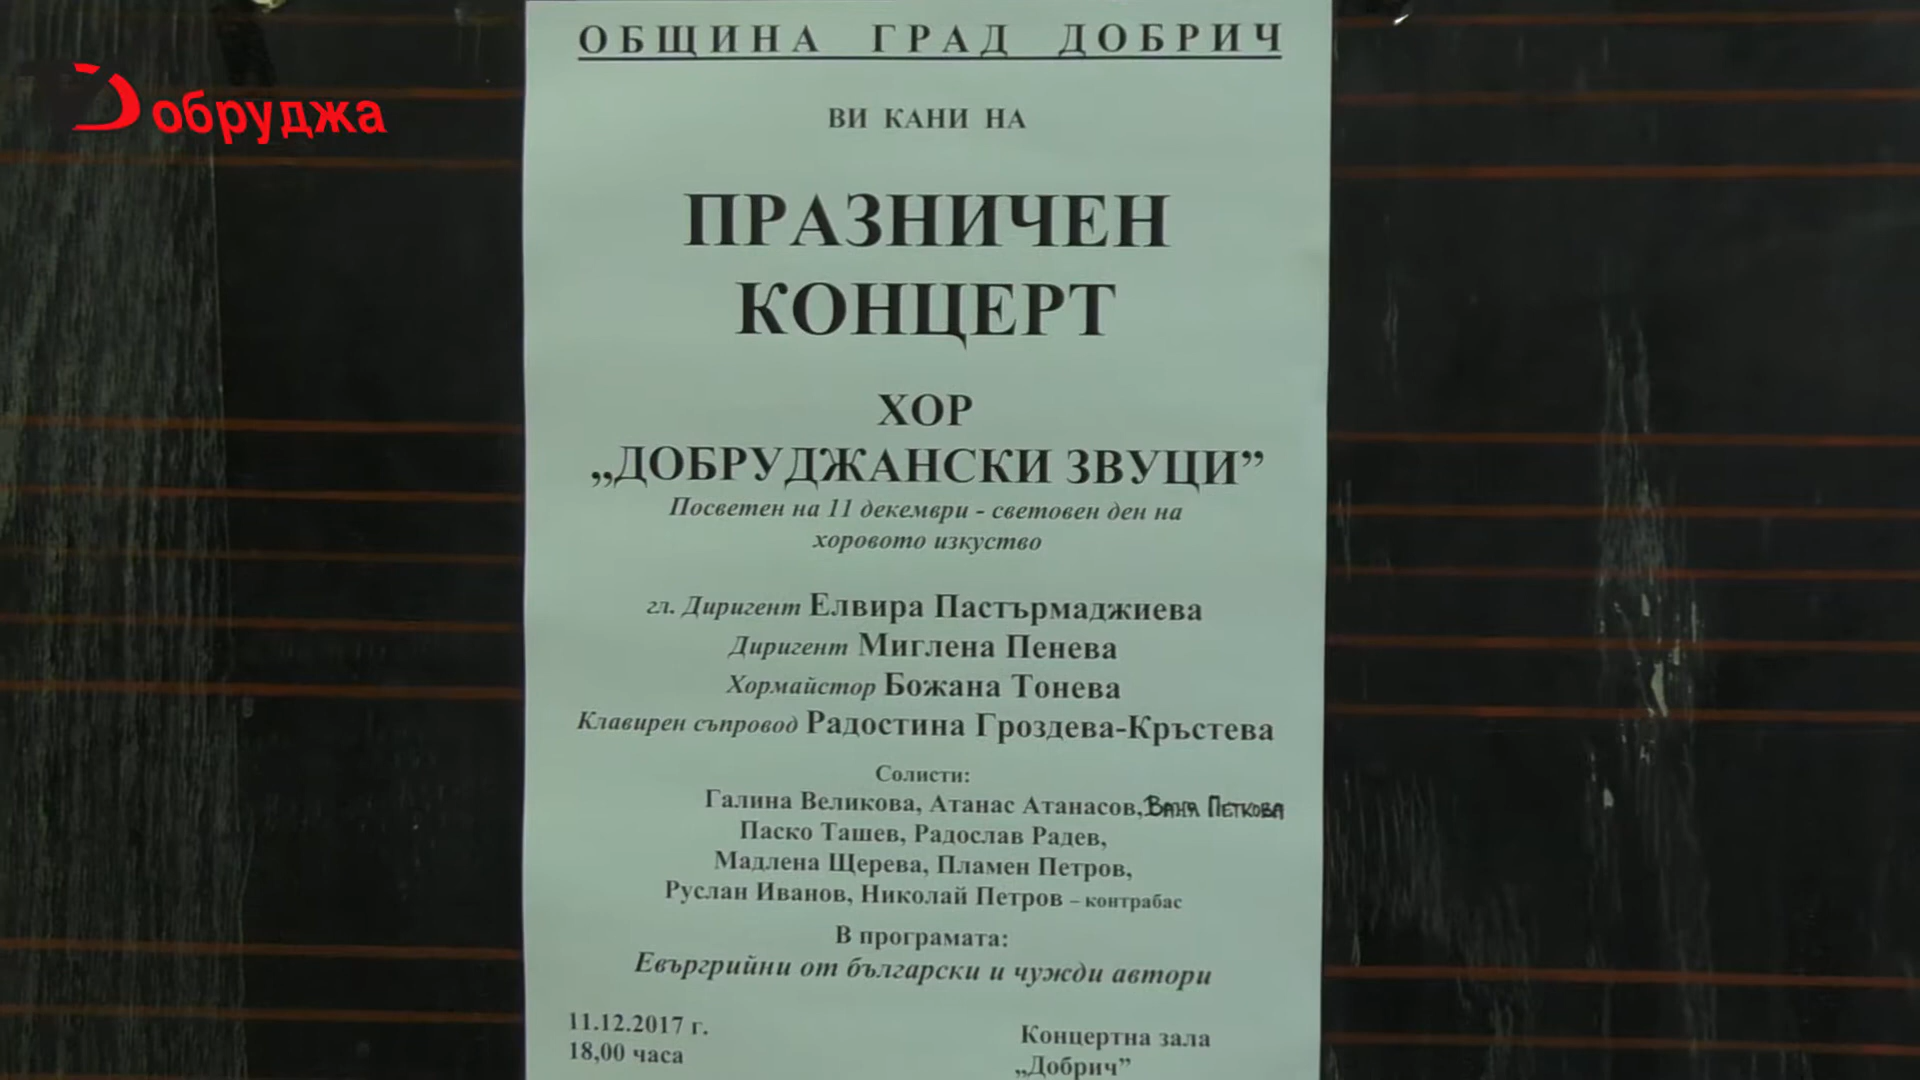 Добруджа
ОБЩИНА ГРАД ДОБРИЧ
ВИ КАНИ НА
ПРАЗНИЧЕН
КОНЦЕРТ
ХОР
„ДОБРУДЖАНСКИ ЗВУЦИ”
Посветен на 11 декември - световен ден на
хоровото изкуство
гл. Диригент Елвира Пастърмаджиева
Диригент Миглена Пенева
Хормайстор Божана Тонева
Клавирен съпровод Радостина Гроздева-Кръстева
Солисти:
Галина Великова, Атанас Атанасов, ВАНЯ ПЕТКОВА
Паско Ташев, Радослав Радев,
Мадлена Щерева, Пламен Петров,
Руслан Иванов, Николай Петров – контрабас
В програмата:
Евъргрийни от български и чужди автори
11.12.2017 г.
18,00 часа
Концертна зала
„Добрич”